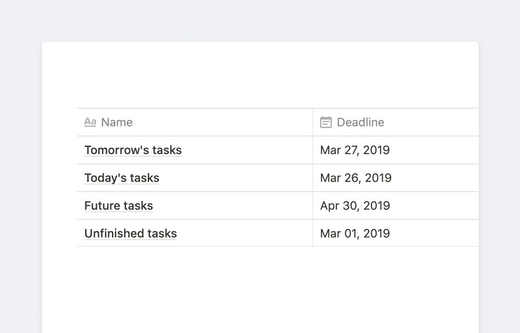 Aa Name Deadline
Tomorrow's tasks Mar 27, 2019
Today's tasks Mar 26, 2019
Future tasks Apr 30, 2019
Unfinished tasks Mar 01, 2019